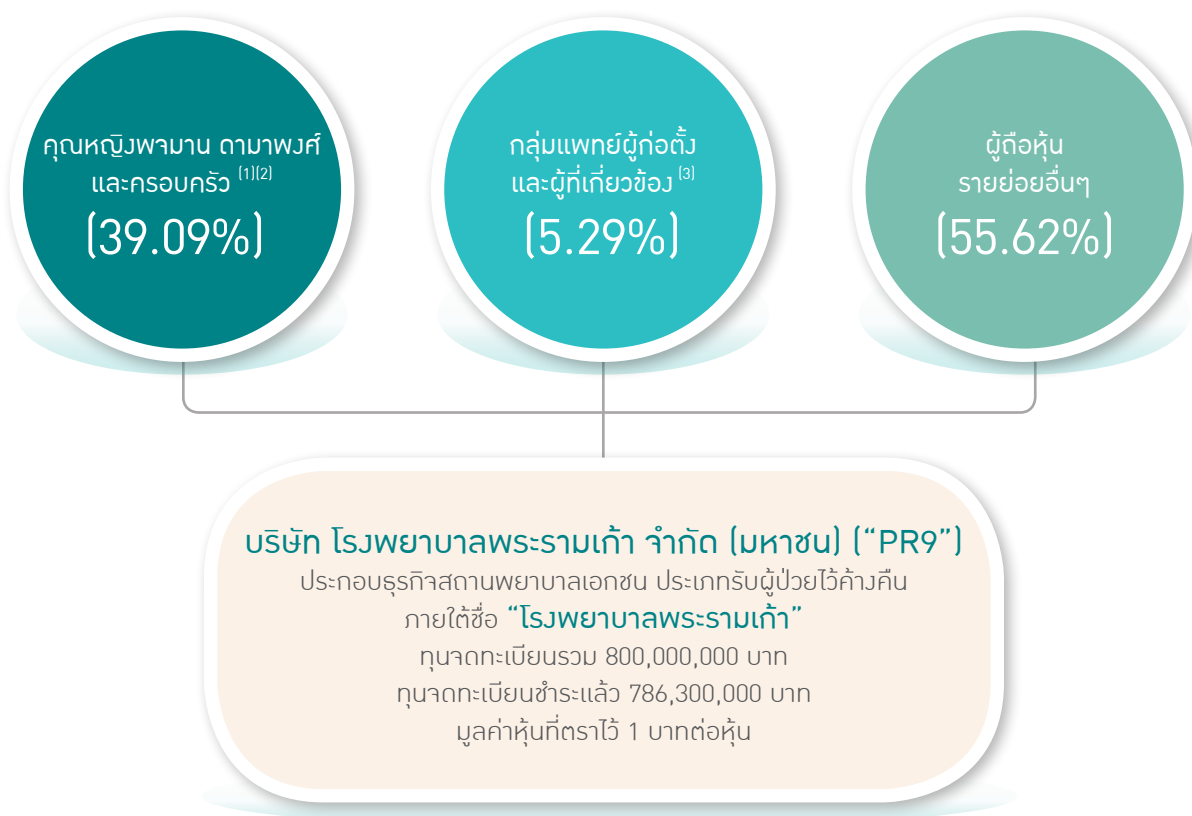 คุณหญิงพจมาน ดามาพงศ์
และครอบครัว (1)(2)
(39.09%)
กลุ่มแพทย์ผู้ก่อตั้ง
และผู้ที่เกี่ยวข้อง (3)
(5.29%)
ผู้ถือหุ้น
รายย่อยอื่นๆ
(55.62%)
บริษัท โรงพยาบาลพระรามเก้า จำกัด (มหาชน) (“PR9”)
ประกอบธุรกิจสถานพยาบาลเอกชน ประเภทรับผู้ป่วยไว้ค้างคืน
ภายใต้ชื่อ “โรงพยาบาลพระรามเก้า”
ทุนจดทะเบียนรวม 800,000,000 บาท
ทุนจดทะเบียนชำระแล้ว 786,300,000 บาท
มูลค่าหุ้นที่ตราไว้ 1 บาทต่อหุ้น